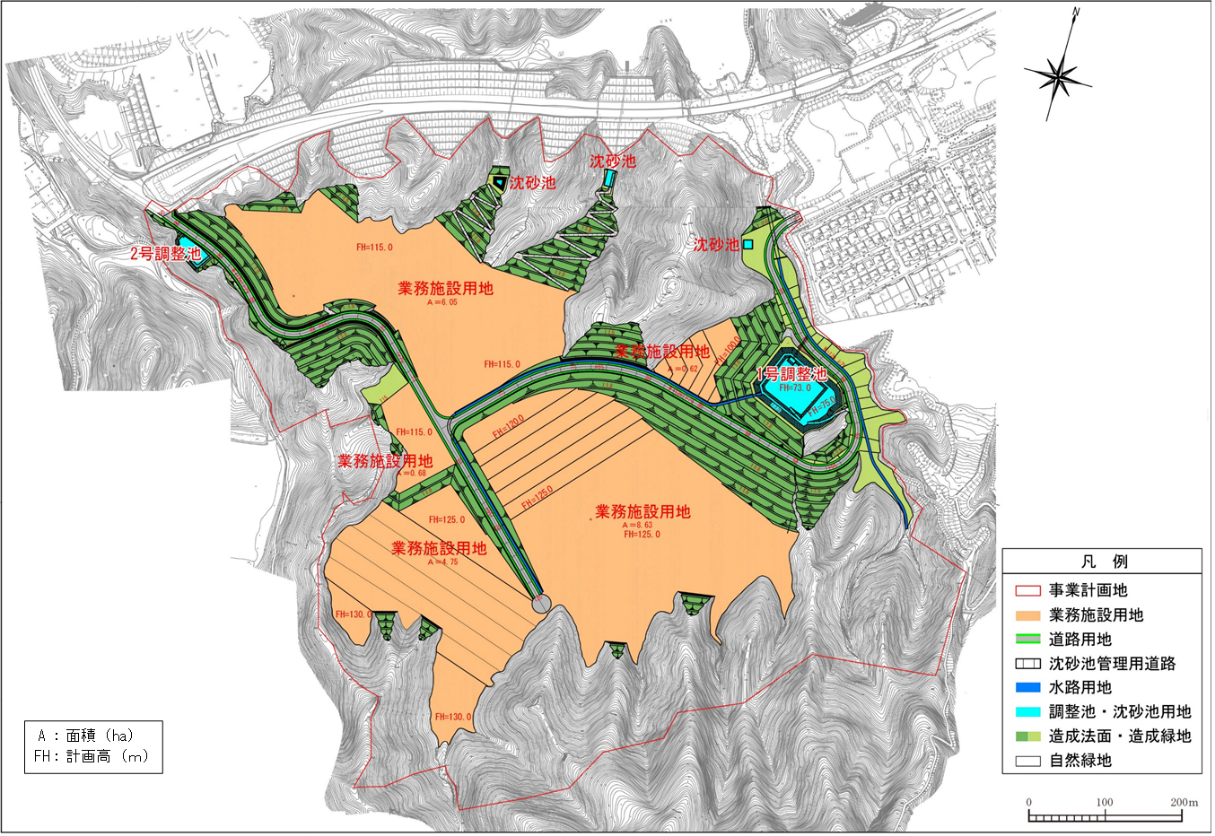 N
沈砂池
沈砂池
2号調整池
沈砂池
FH=115.0
業務施設用地
A=6.05
FH=115.0
業務施設用地
A=0.62
FH=100.0
1号調整池
FH=73.0
FH=75.0
FH=115.0
業務施設用地
A=0.68
FH=120.0
FH=125.0
FH=125.0
業務施設用地
A=4.75
業務施設用地
A=8.63
FH=125.0
FH=130.0
FH=130.0
凡 例
事業計画地
業務施設用地
道路用地
沈砂池管理用道路
水路用地
調整池・沈砂池用地
造成法面・造成緑地
自然緑地
A：面積（ha）
FH：計画高（m）
0 100 200m